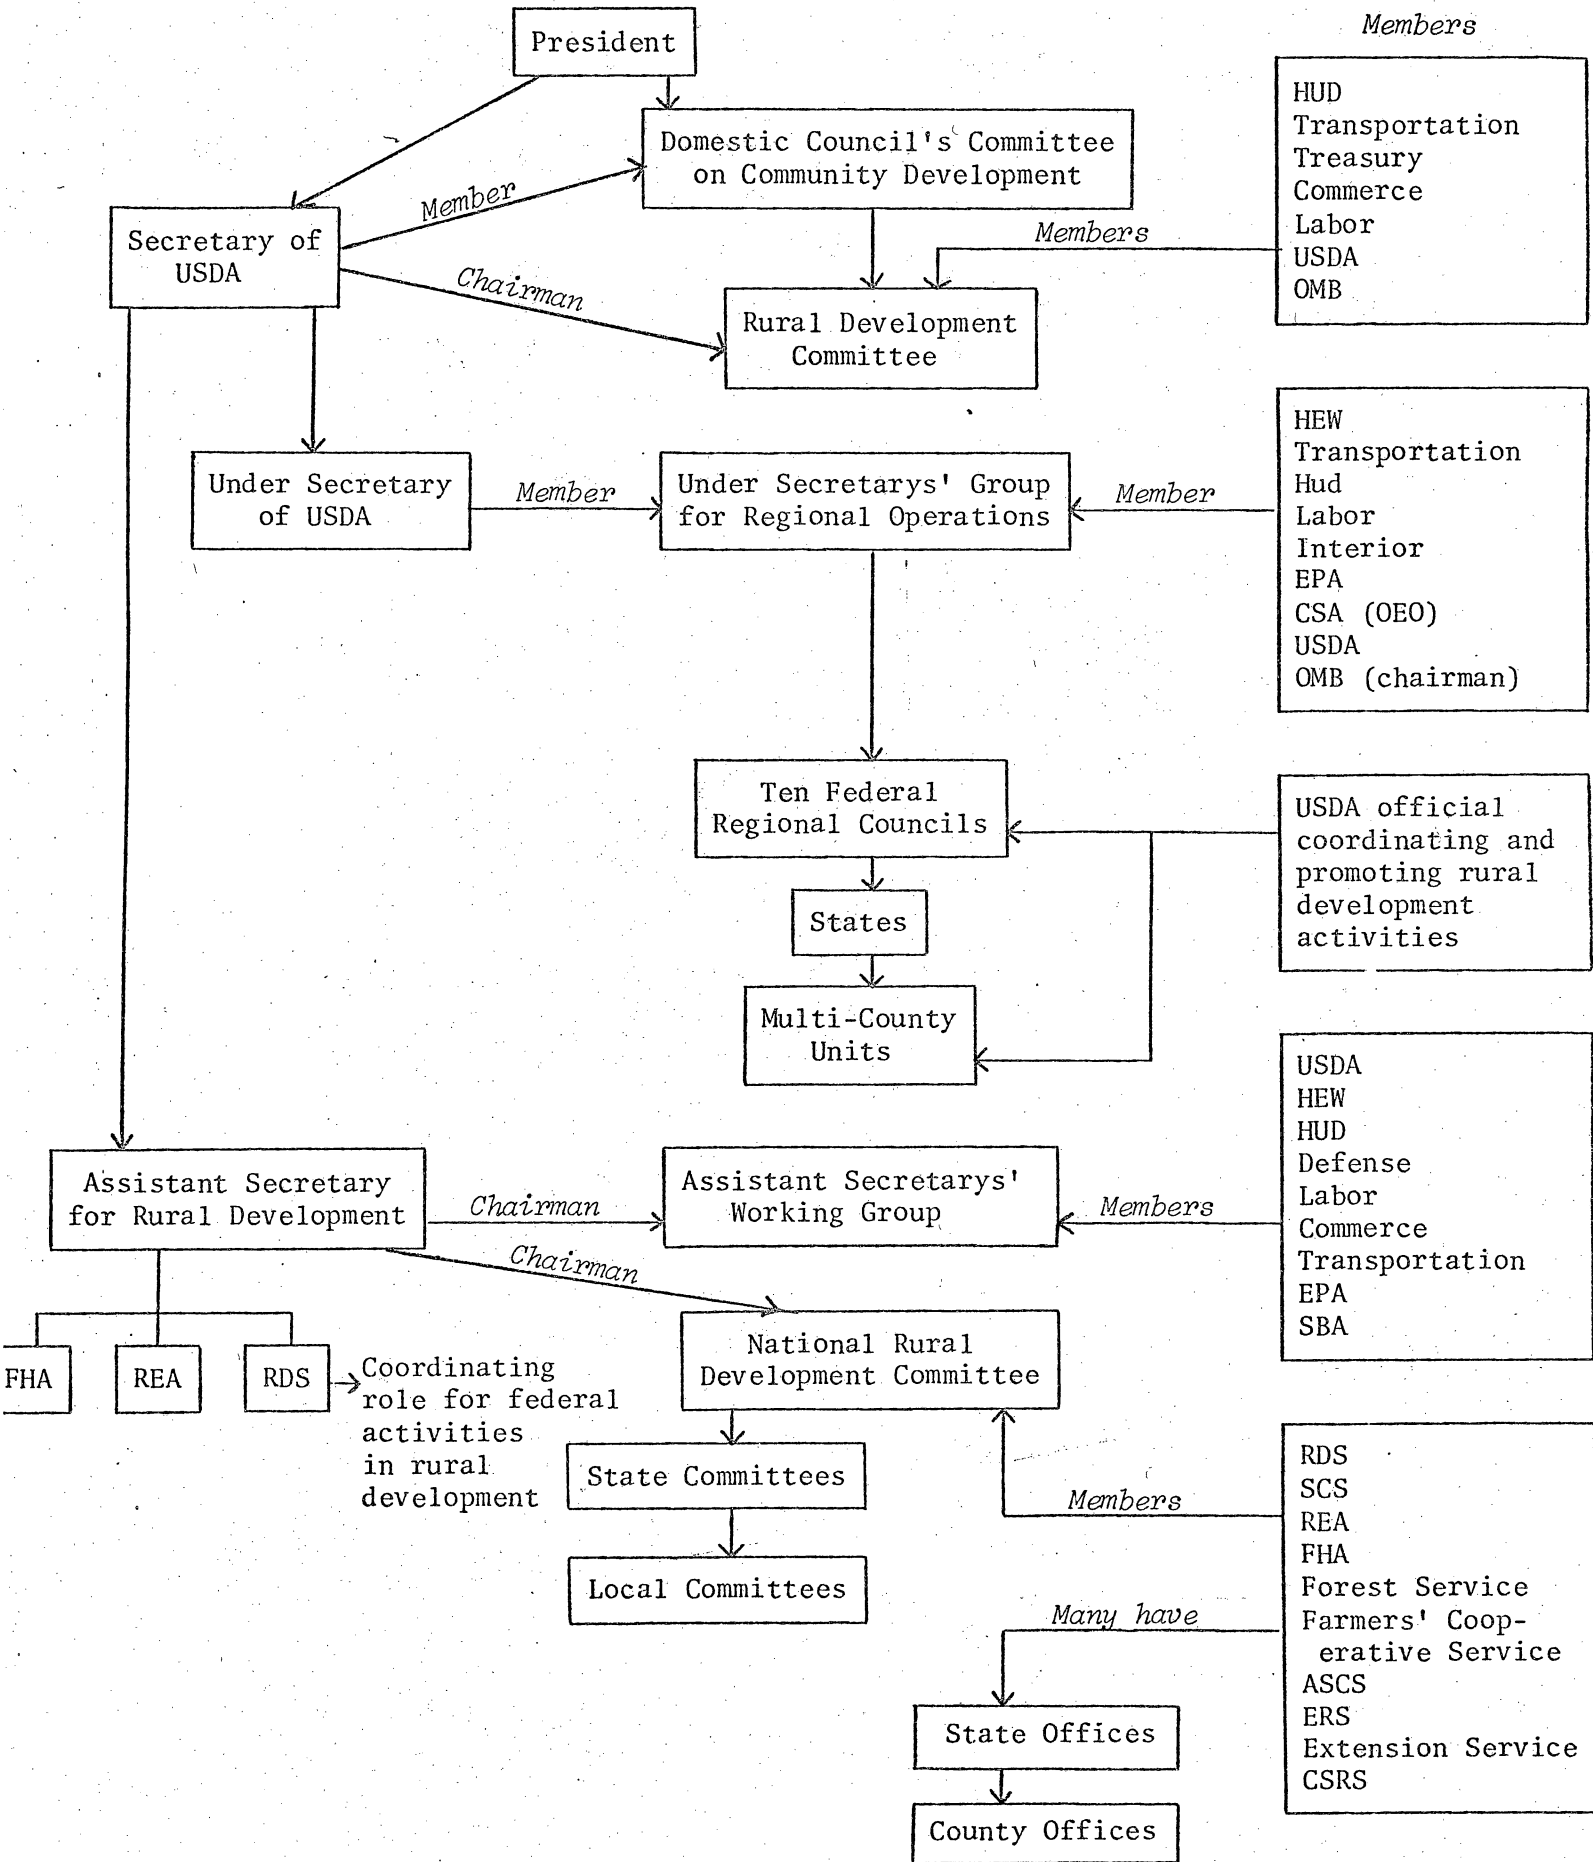 President
Members
Domestic Council's Committee
on Community Development
HUD
Transportation
Treasury
Commerce
Labor
USDA
OMB
Member
Secretary of
USDA
Members
Chairman
Rural Development
Committee
Under Secretary
of USDA
Member
Under Secretarys' Group
for Regional Operations
Member
HEW
Transportation
Hud
Labor
Interior
EPA
CSA (OEO)
USDA
OMB (chairman)
Ten Federal
Regional Councils
USDA official
coordinating and
promoting rural
development
activities
States
Multi-County
Units
Assistant Secretary
for Rural Development
Chairman
Assistant Secretarys'
Working Group
Members
USDA
HEW
HUD
Defense
Labor
Commerce
Transportation
EPA
SBA
Chairman
National Rural
Development Committee
FHA
REA
RDS
Coordinating
role for federal
activities
in rural
development
State Committees
Local Committees
Members
RDS
SCS
REA
FHA
Forest Service
Farmers' Coop-
erative Service
ASCS
ERS
Extension Service
CSRS
Many have
State Offices
County Offices